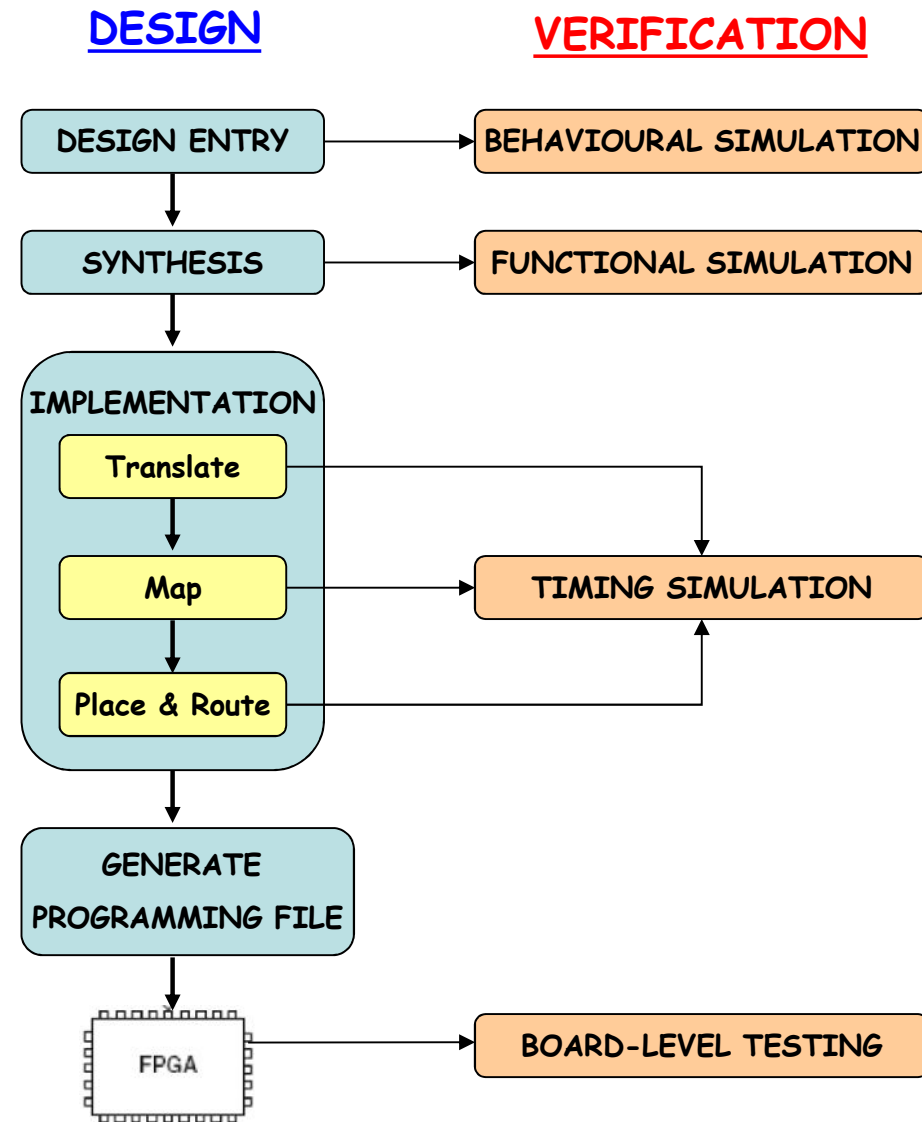 DESIGN
VERIFICATION
DESIGN ENTRY
BEHAVIOURAL SIMULATION
SYNTHESIS
FUNCTIONAL SIMULATION
IMPLEMENTATION
Translate
Map
TIMING SIMULATION
Place & Route
GENERATE
PROGRAMMING FILE
FPGA
BOARD-LEVEL TESTING